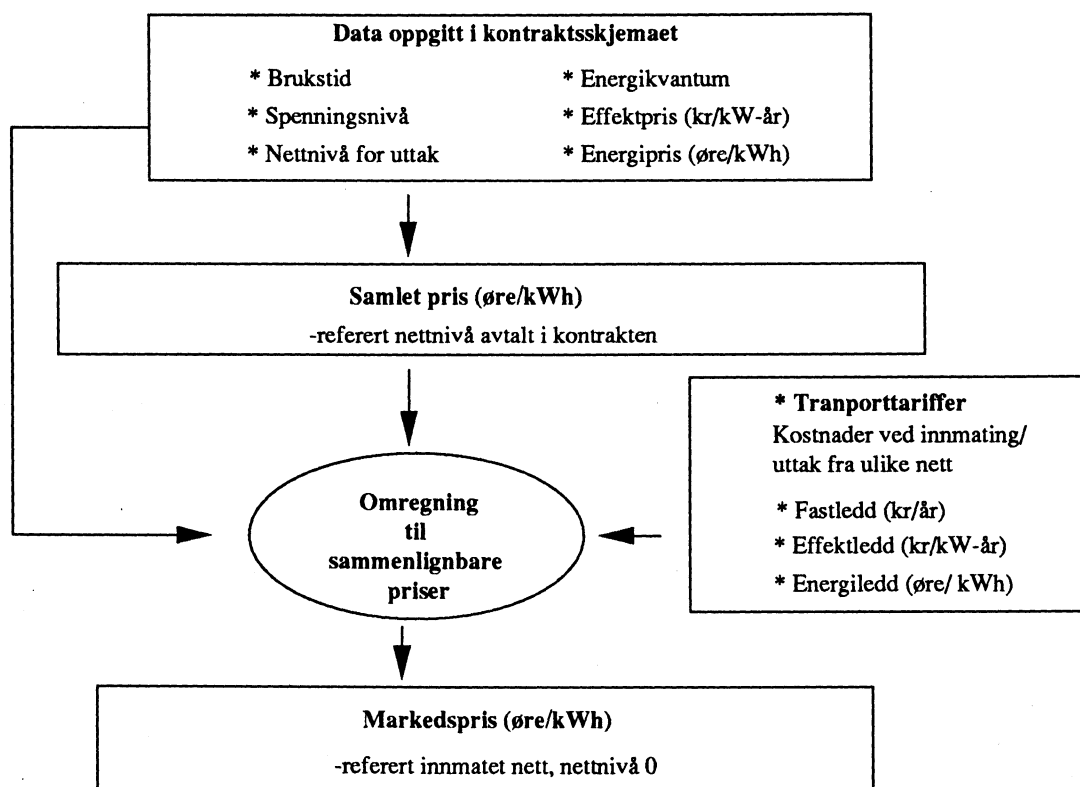 Data oppgitt i kontraktsskjemaet
* Brukstid
* Energikvantum
* Spenningsnivå
* Effektpris (kr/kW-år)
* Nettnivå for uttak
* Energipris (øre/kWh)
Samlet pris (øre/kWh)
-referert nettnivå avtalt i kontrakten
* Tranporttariffer
Kostnader ved innmating/
uttak fra ulike nett
* Fastledd (kr/år)
* Effektledd (kr/kW-år)
* Energiledd (øre/ kWh)
Omregning
til
sammenlignbare
priser
Markedspris (øre/kWh)
-referert innmatet nett, nettnivå 0